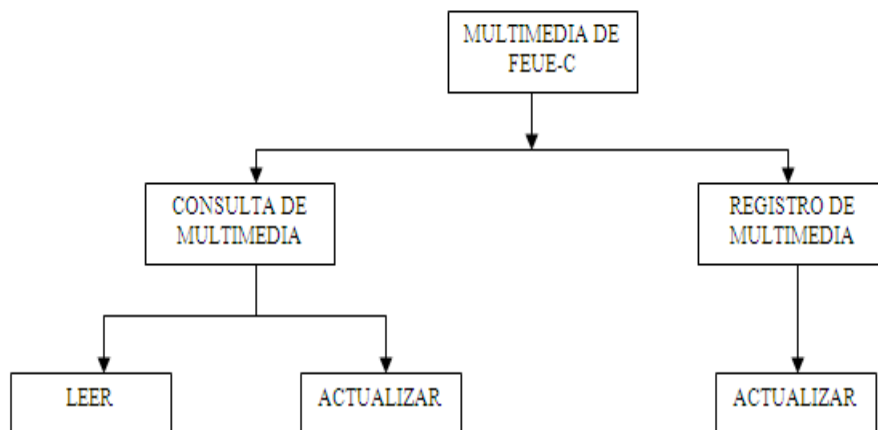 MULTIMEDIA DE
FEUE-C
CONSULTA DE
MULTIMEDIA
REGISTRO DE
MULTIMEDIA
LEER
ACTUALIZAR
ACTUALIZAR